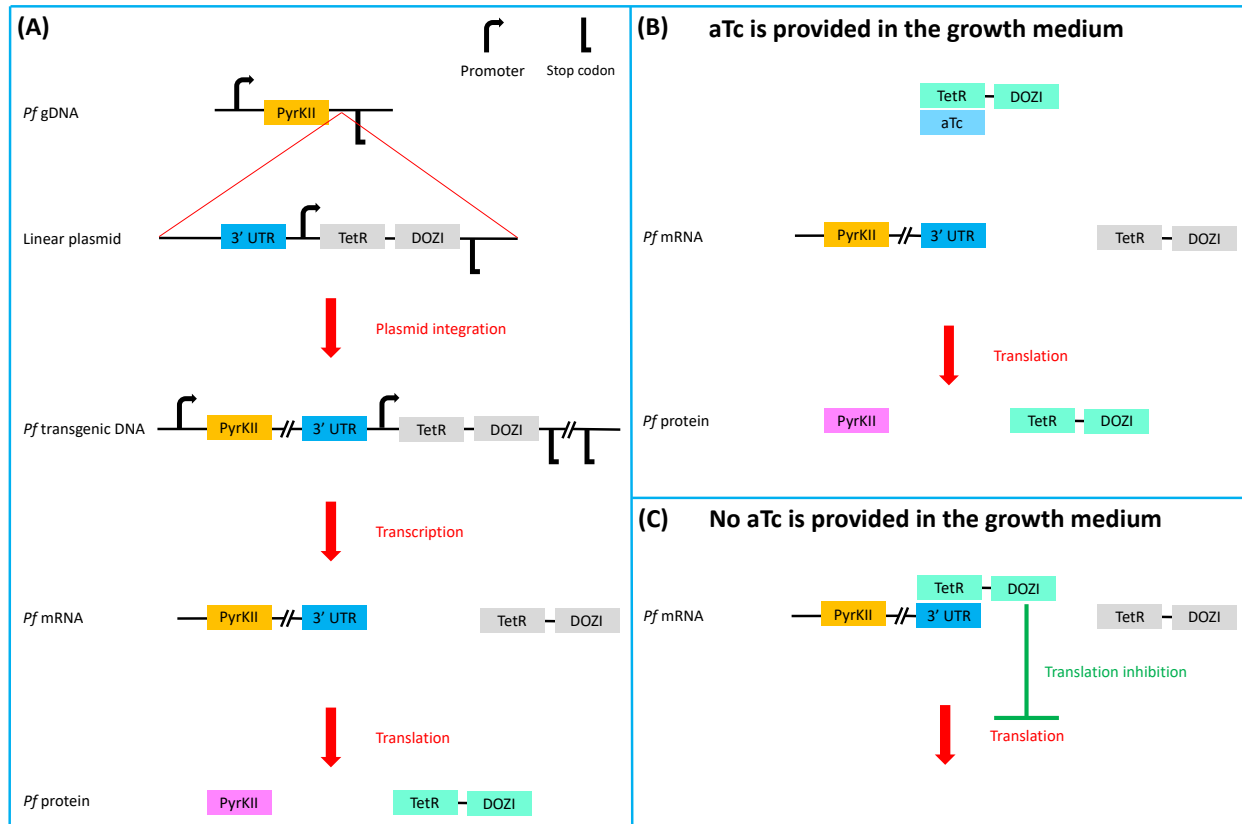 (A)
Promoter
Stop codon
Pf gDNA
PyrKII
Linear plasmid
3’ UTR
TetR
DOZI
Plasmid integration
Pf transgenic DNA
PyrKII
3’ UTR
TetR
DOZI
Transcription
Pf mRNA
PyrKII
3’ UTR
TetR
DOZI
Translation
Pf protein
PyrKII
TetR
DOZI
(B) aTc is provided in the growth medium
TetR
DOZI
aTc
Pf mRNA
PyrKII
3’ UTR
TetR
DOZI
Translation
Pf protein
PyrKII
TetR
DOZI
(C) No aTc is provided in the growth medium
TetR
DOZI
Pf mRNA
PyrKII
3’ UTR
TetR
DOZI
Translation inhibition
Translation